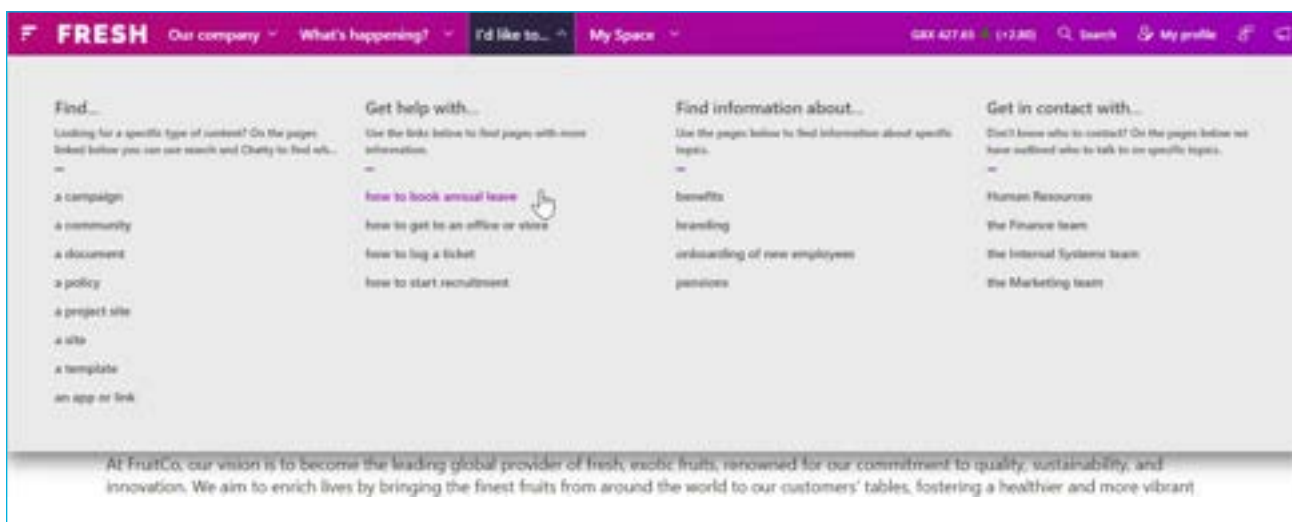 FRESH Our company What's happening? I'd like to... My Space GBX 427.65 (+2.80) Search My profile
Find...
Looking for a specific type of content? On the pages
linked below you can use search and Chatty to find wh...
a campaign
a community
a document
a policy
a project site
a site
a template
an app or link
Get help with...
Use the links below to find pages with more
information.
how to book annual leave
how to get to an office or store
how to log a ticket
how to start recruitment
Find information about...
Use the pages below to find information about specific
topics.
benefits
branding
onboarding of new employees
pensions
Get in contact with...
Don't know who to contact? On the pages below we
have outlined who to talk to on specific topics.
Human Resources
the Finance team
the Internal Systems team
the Marketing team
At FruitCo, our vision is to become the leading global provider of fresh, exotic fruits, renowned for our commitment to quality, sustainability, and
innovation. We aim to enrich lives by bringing the finest fruits from around the world to our customers' tables, fostering a healthier and more vibrant